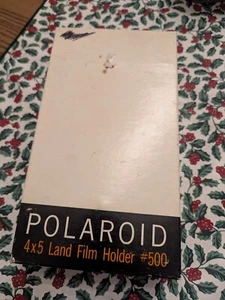 POLAROID
4x5 Land Film Holder #500